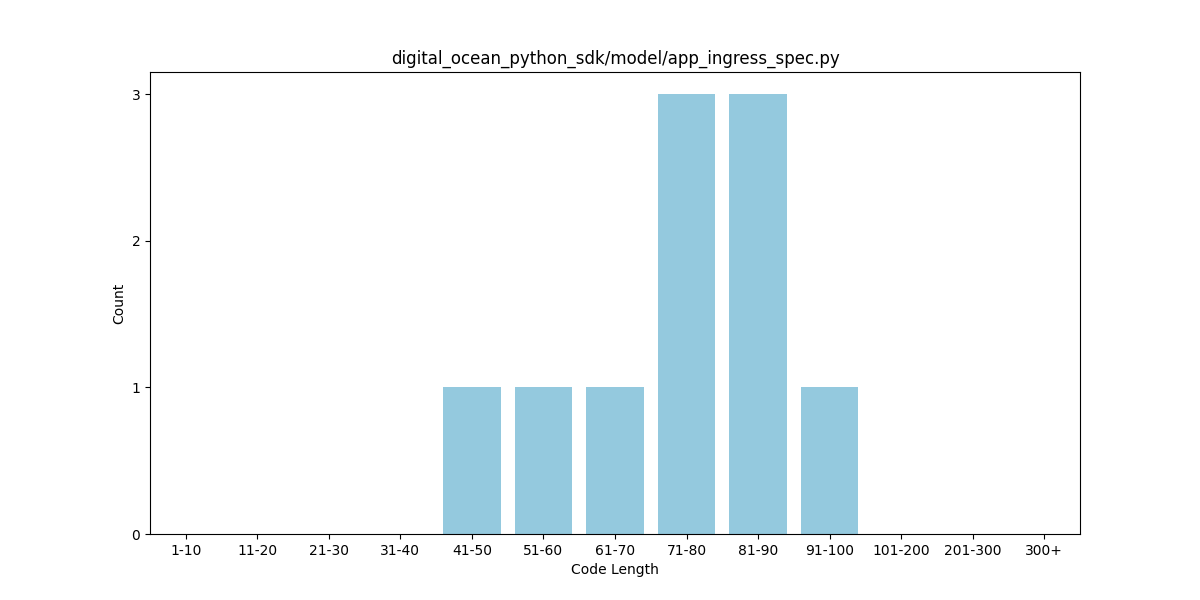 digital_ocean_python_sdk/model/app_ingress_spec.py
Count
3
2
1
0
1-10 11-20 21-30 31-40 41-50 51-60 61-70 71-80 81-90 91-100 101-200 201-300 300+
Code Length